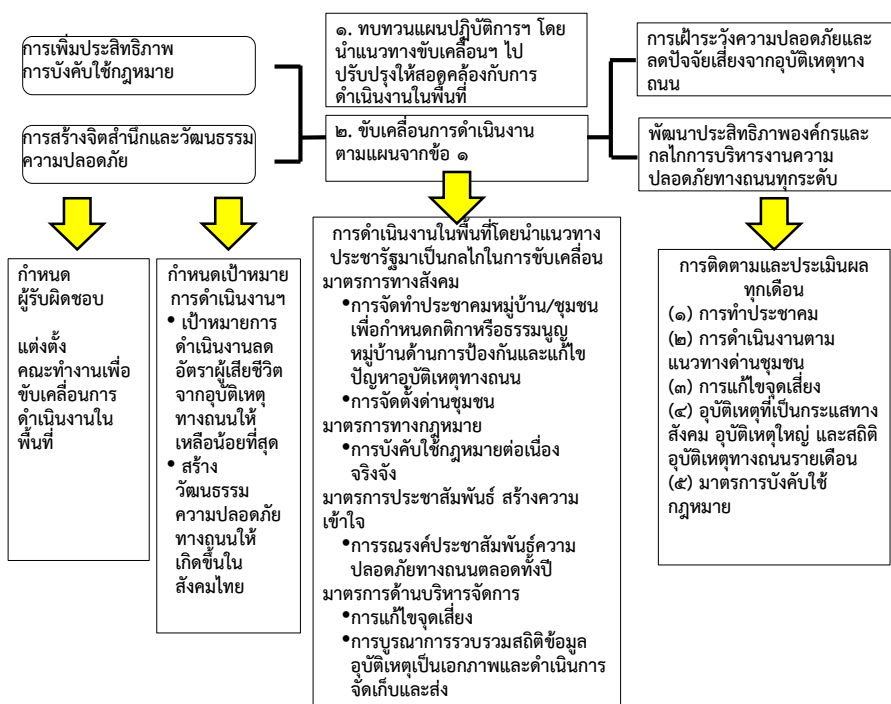 การเพิ่มประสิทธิภาพ
การบังคับใช้กฎหมาย
การสร้างจิตสำนึกและวัฒนธรรม
ความปลอดภัย
๑. ทบทวนแผนปฏิบัติการฯ โดย
นำแนวทางขับเคลื่อนฯ ไป
ปรับปรุงให้สอดคล้องกับการ
ดำเนินงานในพื้นที่
๒. ขับเคลื่อนการดำเนินงาน
ตามแผนจากข้อ ๑
การเฝ้าระวังความปลอดภัยและ
ลดปัจจัยเสี่ยงจากอุบัติเหตุทาง
ถนน
พัฒนาประสิทธิภาพองค์กรและ
กลไกการบริหารงานความ
ปลอดภัยทางถนนทุกระดับ
กำหนด
ผู้รับผิดชอบ
แต่งตั้ง
คณะทำงานเพื่อ
ขับเคลื่อนการ
ดำเนินงานใน
พื้นที่
กำหนดเป้าหมาย
การดำเนินงานฯ
• เป้าหมายการ
ดำเนินงานลด
อัตราผู้เสียชีวิต
จากอุบัติเหตุ
ทางถนนให้
เหลือน้อยที่สุด
• สร้าง
วัฒนธรรม
ความปลอดภัย
ทางถนนให้
เกิดขึ้นใน
สังคมไทย
การดำเนินงานในพื้นที่โดยนำแนวทาง
ประชารัฐมาเป็นกลไกในการขับเคลื่อน
มาตรการทางสังคม
•การจัดทำประชาคมหมู่บ้าน/ชุมชน
เพื่อกำหนดกติกาหรือธรรมนูญ
หมู่บ้านด้านการป้องกันและแก้ไข
ปัญหาอุบัติเหตุทางถนน
•การจัดตั้งด่านชุมชน
มาตรการทางกฎหมาย
•การบังคับใช้กฎหมายต่อเนื่อง
จริงจัง
มาตรการประชาสัมพันธ์ สร้างความ
เข้าใจ
•การรณรงค์ประชาสัมพันธ์ความ
ปลอดภัยทางถนนตลอดทั้งปี
มาตรการด้านบริหารจัดการ
•การแก้ไขจุดเสี่ยง
•การบูรณาการรวบรวมสถิติข้อมูล
อุบัติเหตุเป็นเอกภาพและดำเนินการ
จัดเก็บและส่ง
การติดตามและประเมินผล
ทุกเดือน
(๑) การทำประชาคม
(๒) การดำเนินงานตาม
แนวทางด่านชุมชน
(๓) การแก้ไขจุดเสี่ยง
(๔) อุบัติเหตุที่เป็นกระแสทาง
สังคม อุบัติเหตุใหญ่ และสถิติ
อุบัติเหตุทางถนนรายเดือน
(๕) มาตรการบังคับใช้
กฎหมาย